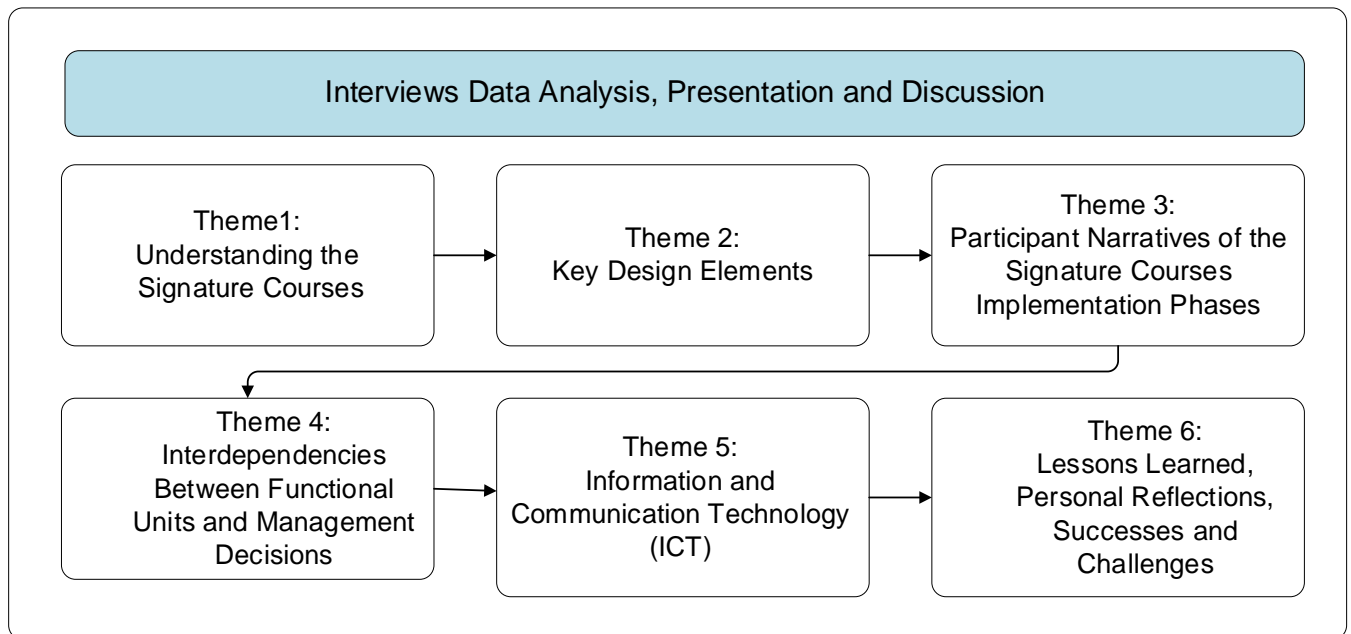 Interviews Data Analysis, Presentation and Discussion
Theme1:
Understanding the
Signature Courses
Theme 2:
Key Design Elements
Theme 3:
Participant Narratives of the
Signature Courses
Implementation Phases
Theme 4:
Interdependencies
Between Functional
Units and Management
Decisions
Theme 5:
Information and
Communication Technology
(ICT)
Theme 6:
Lessons Learned,
Personal Reflections,
Successes and
Challenges